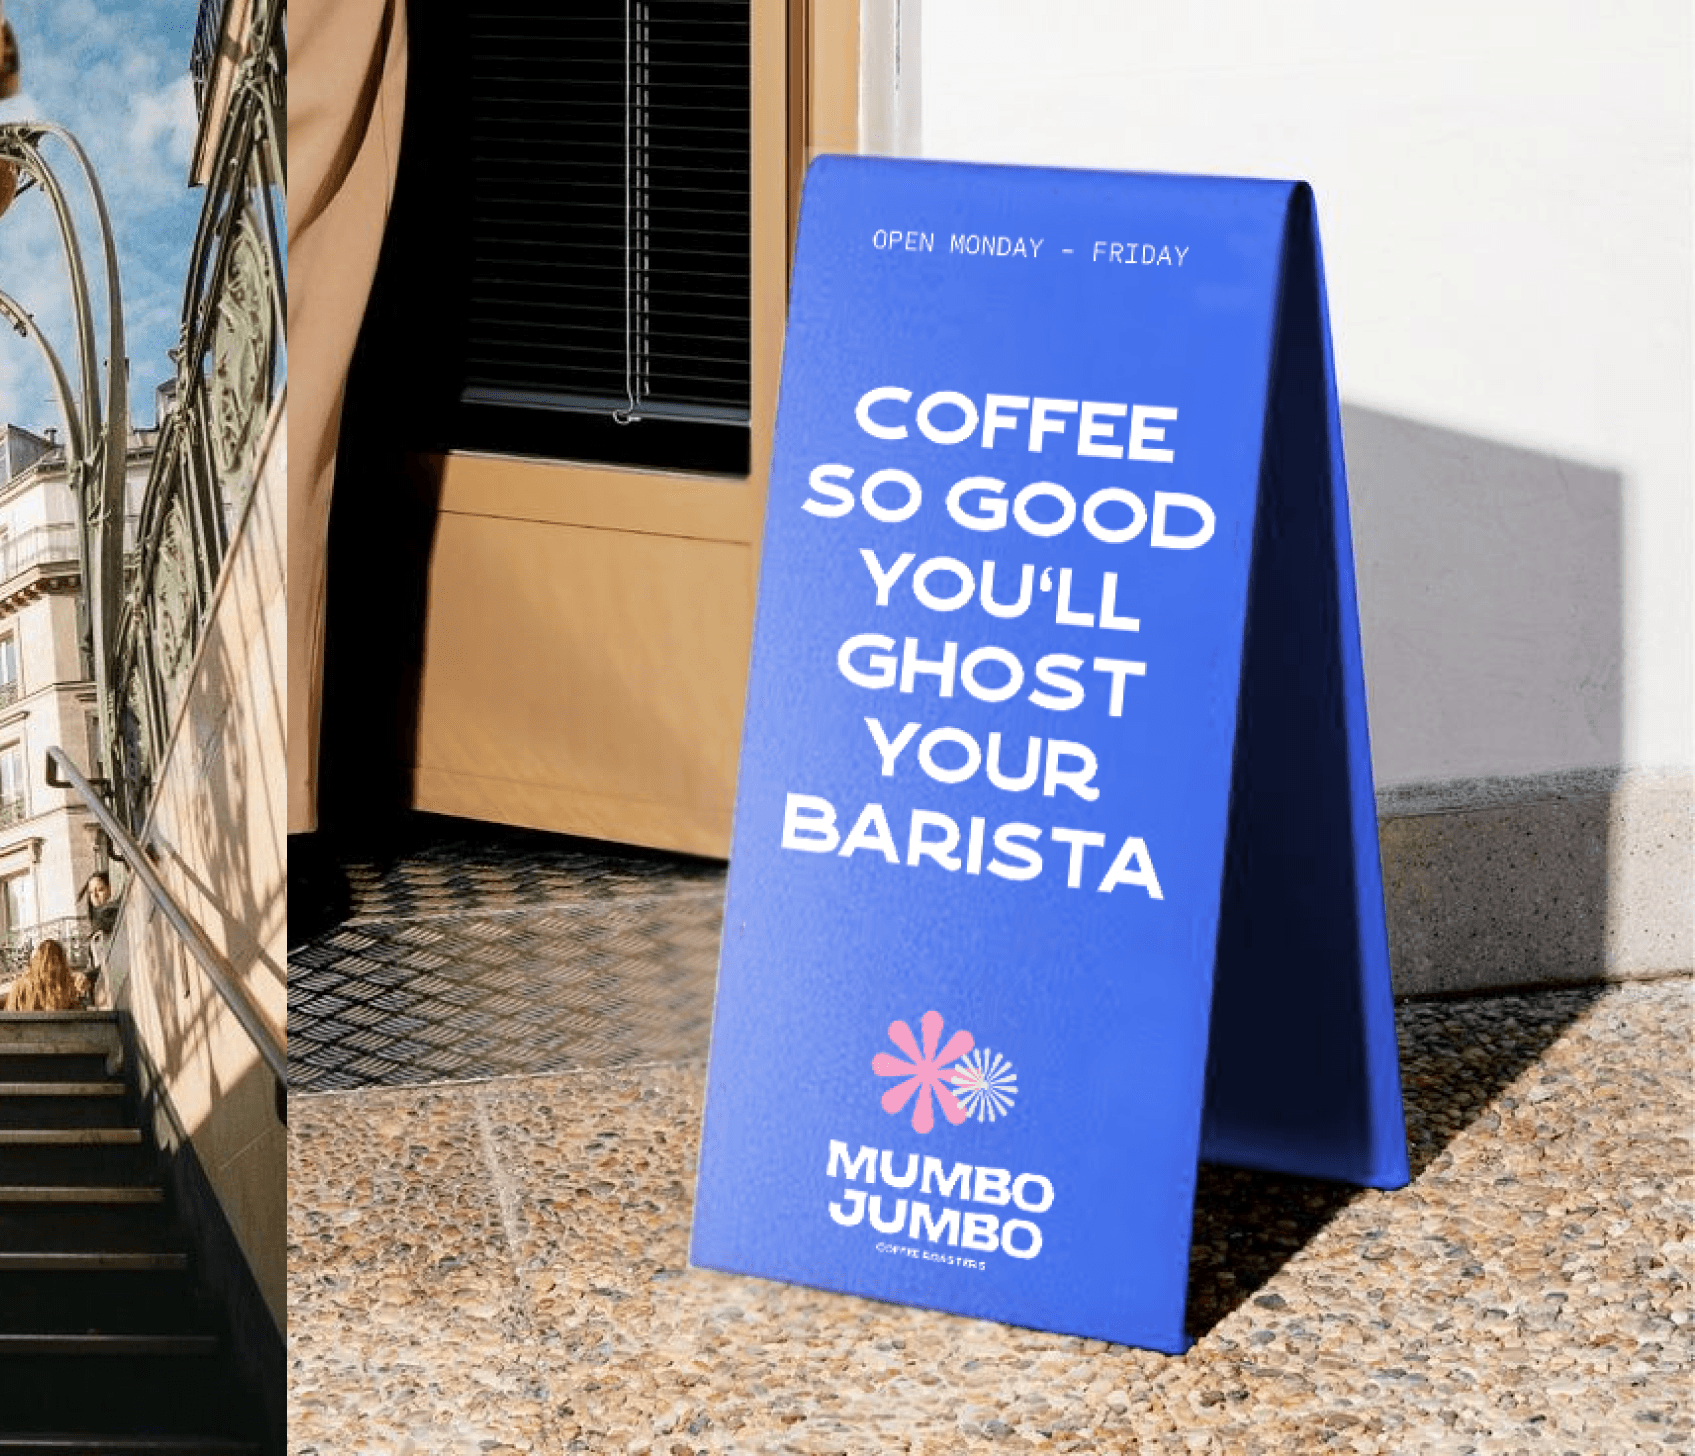 OPEN MONDAY – FRIDAY
COFFEE
SO GOOD
YOU‘LL
GHOST
YOUR
BARISTA
MUMBO
JUMBO
COFFEE ROASTERS